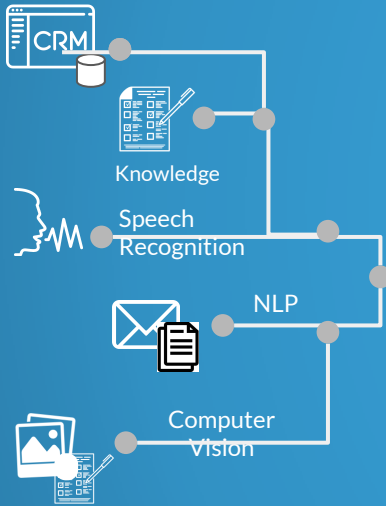 CRM
Knowledge
Speech
Recognition
NLP
Computer
Vision